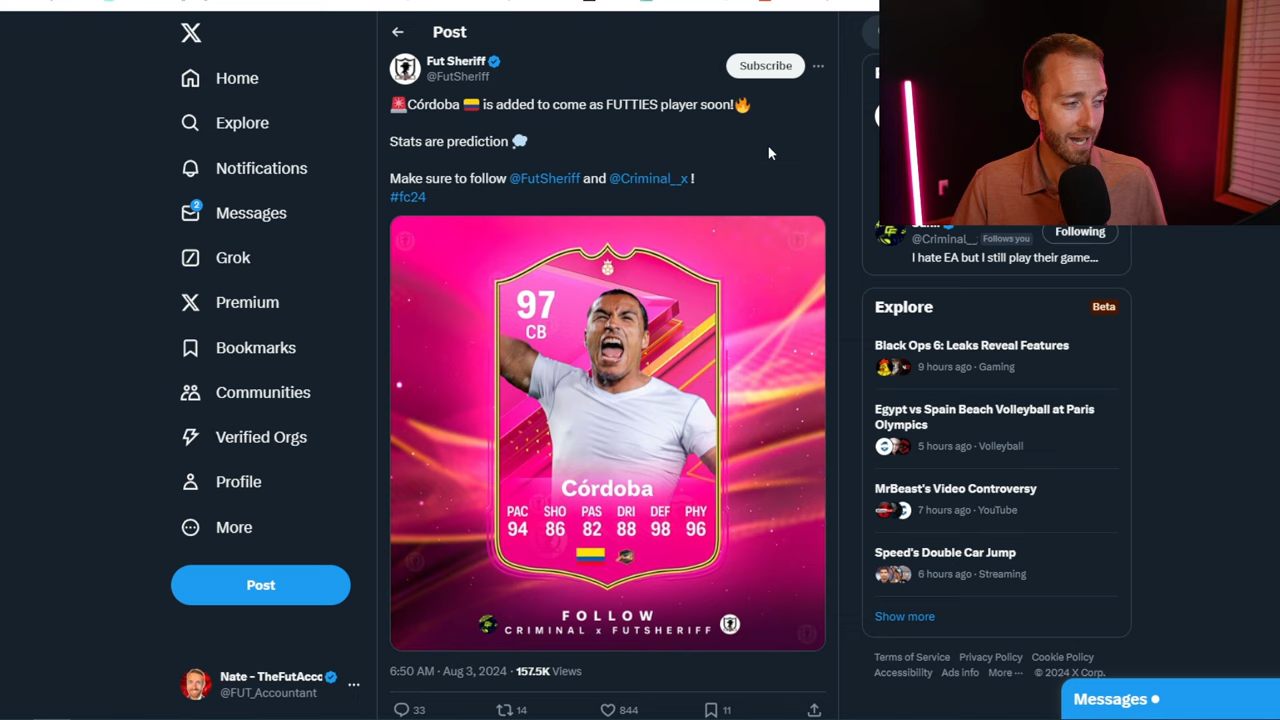 Home
Explore
Notifications
2
Messages
Grok
Premium
Bookmarks
Communities
Verified Orgs
Profile
More
Post
Nate - TheFutAcc
@FUT_Accountant
Post
Fut Sheriff
@FutSheriff
Subscribe
🚨Córdoba 🇨🇴 is added to come as FUTTIES player soon!🔥
Stats are prediction 💭
Make sure to follow @FutSheriff and @Criminal__x !
#fc24
97
CB
Córdoba
PAC SHO PAS DRI DEF PHY
94 86 82 88 98 96
FOLLOW
CRIMINAL x FUTSHERIFF
6:50 AM · Aug 3, 2024 · 157.5K Views
33
14
844
11
@Criminal__ Follows you
Following
I hate EA but I still play their game...
Explore
Beta
Black Ops 6: Leaks Reveal Features
9 hours ago · Gaming
Egypt vs Spain Beach Volleyball at Paris
Olympics
5 hours ago · Volleyball
MrBeast's Video Controversy
7 hours ago · YouTube
Speed's Double Car Jump
6 hours ago · Streaming
Show more
Terms of Service Privacy Policy Cookie Policy
Accessibility Ads info More ··· © 2024 X Corp.
Messages